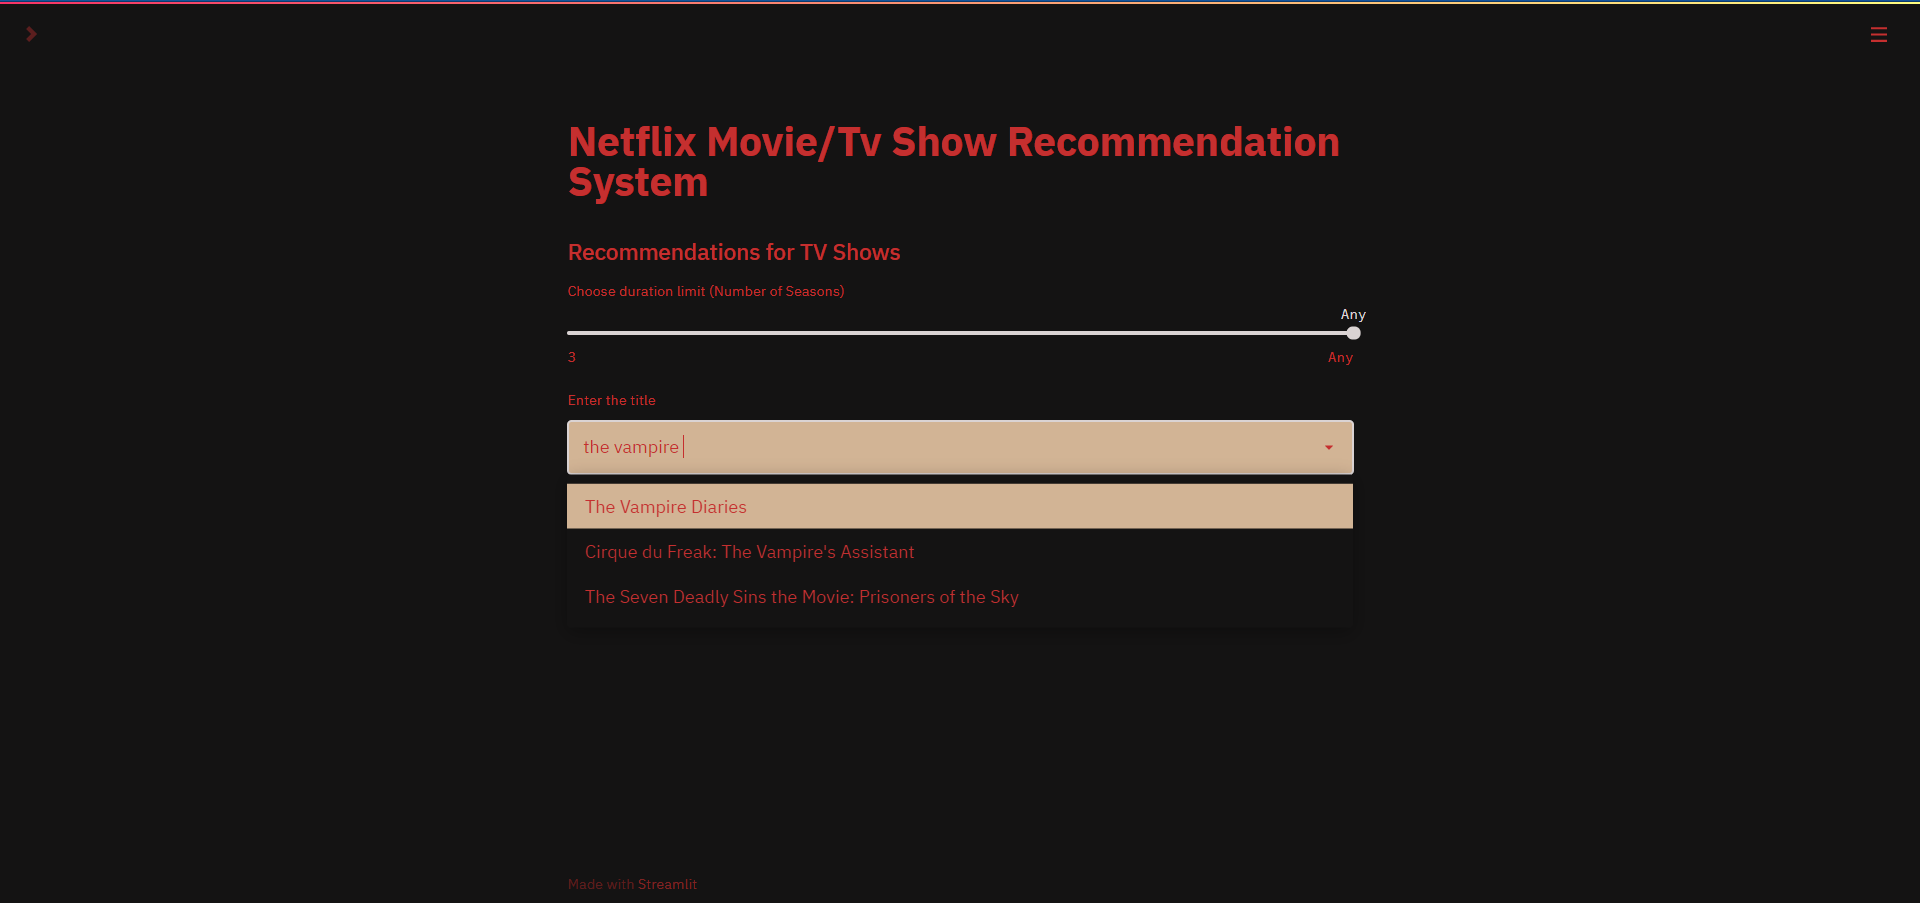 Netflix Movie/Tv Show Recommendation
System
Recommendations for TV Shows
Choose duration limit (Number of Seasons)
Any
3 Any
Enter the title
the vampire
The Vampire Diaries
Cirque du Freak: The Vampire's Assistant
The Seven Deadly Sins the Movie: Prisoners of the Sky
Made with Streamlit